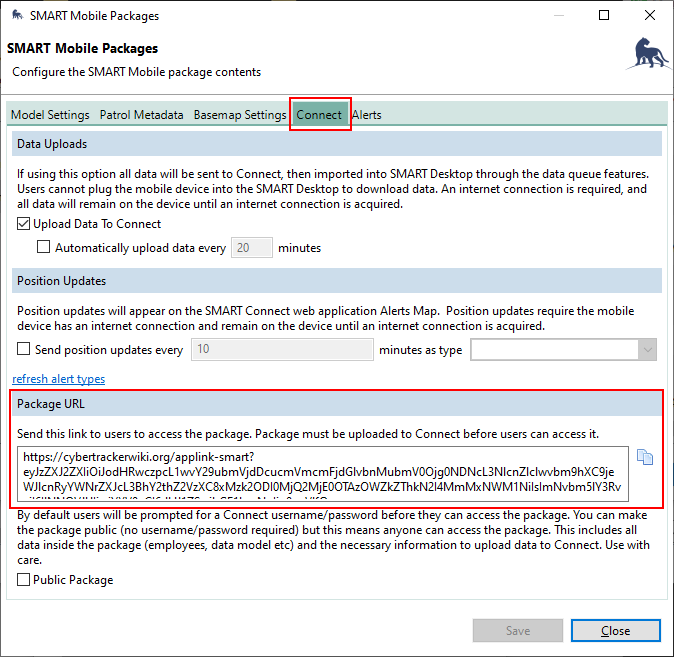 SMART Mobile Packages
SMART Mobile Packages
Configure the SMART Mobile package contents
Model Settings Patrol Metadata Basemap Settings Connect Alerts
Data Uploads
If using this option all data will be sent to Connect, then imported into SMART Desktop through the data queue features.
Users cannot plug the mobile device into the SMART Desktop to download data. An internet connection is required, and
all data will remain on the device until an internet connection is acquired.
Upload Data To Connect
Automatically upload data every 20 minutes
Position Updates
Position updates will appear on the SMART Connect web application Alerts Map. Position updates require the mobile
device has an internet connection and remain on the device until an internet connection is acquired.
Send position updates every 10 minutes as type
refresh alert types
Package URL
Send this link to users to access the package. Package must be uploaded to Connect before users can access it.
https://cybertrackerwiki.org/applink-smart?
By default users will be prompted for a Connect username/password before they can access the package. You can make
the package public (no username/password required) but this means anyone can access the package. This includes all
data inside the package (employees, data model etc) and the necessary information to upload data to Connect. Use with
care.
Public Package
Save Close